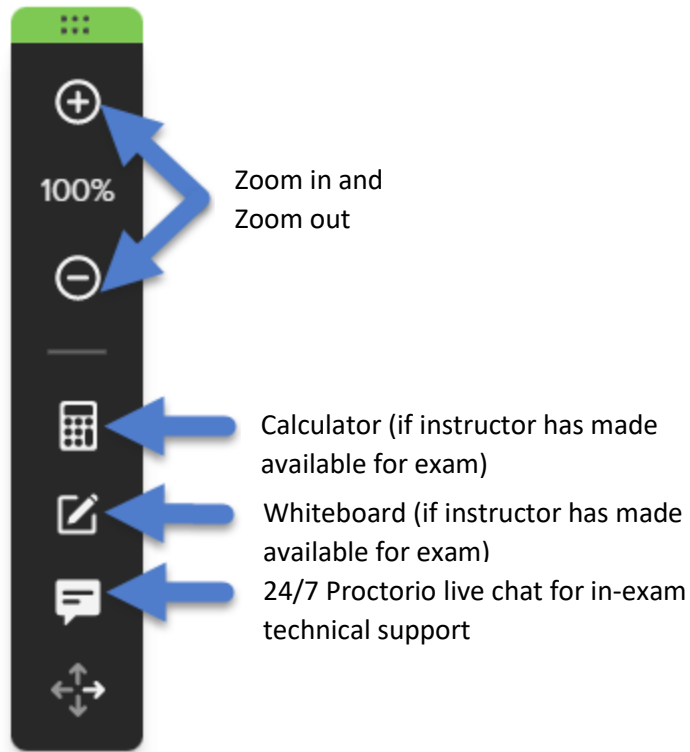 100%
Zoom in and
Zoom out
Calculator (if instructor has made
available for exam)
Whiteboard (if instructor has made
available for exam)
24/7 Proctorio live chat for in-exam
technical support